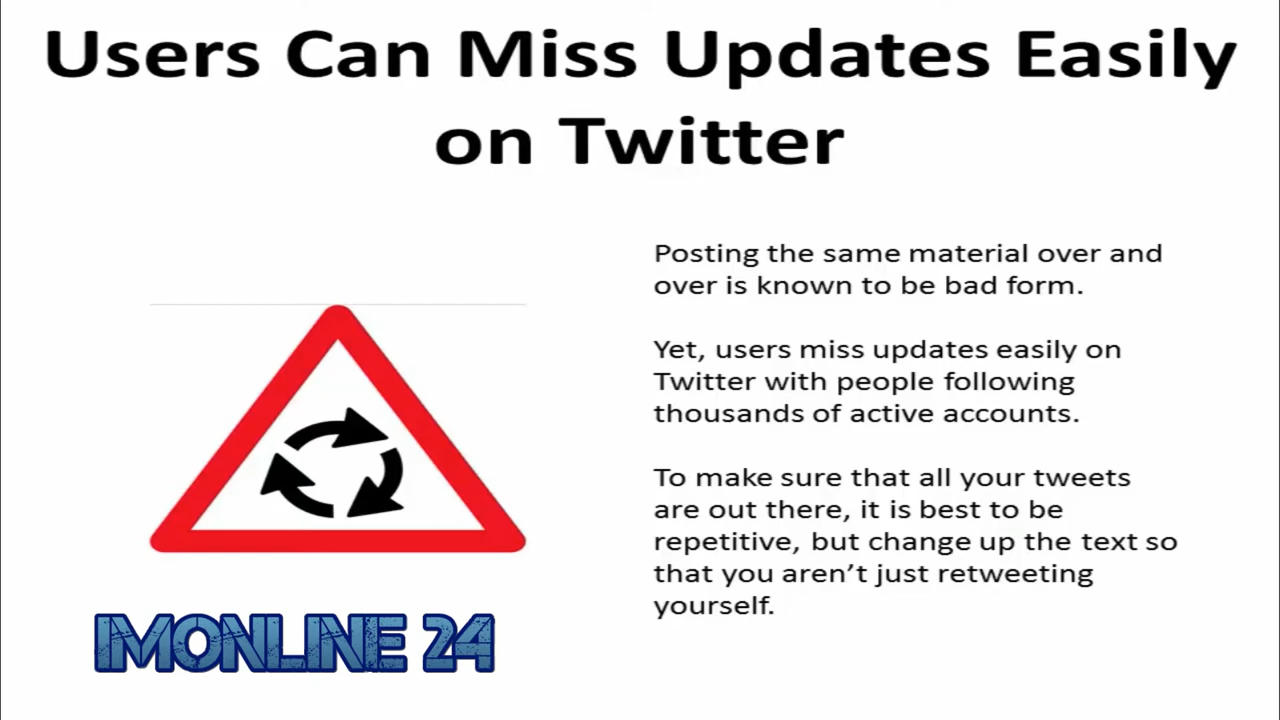 Users Can Miss Updates Easily
on Twitter
Posting the same material over and
over is known to be bad form.
Yet, users miss updates easily on
Twitter with people following
thousands of active accounts.
To make sure that all your tweets
are out there, it is best to be
repetitive, but change up the text so
that you aren’t just retweeting
yourself.
IMONLINE 24